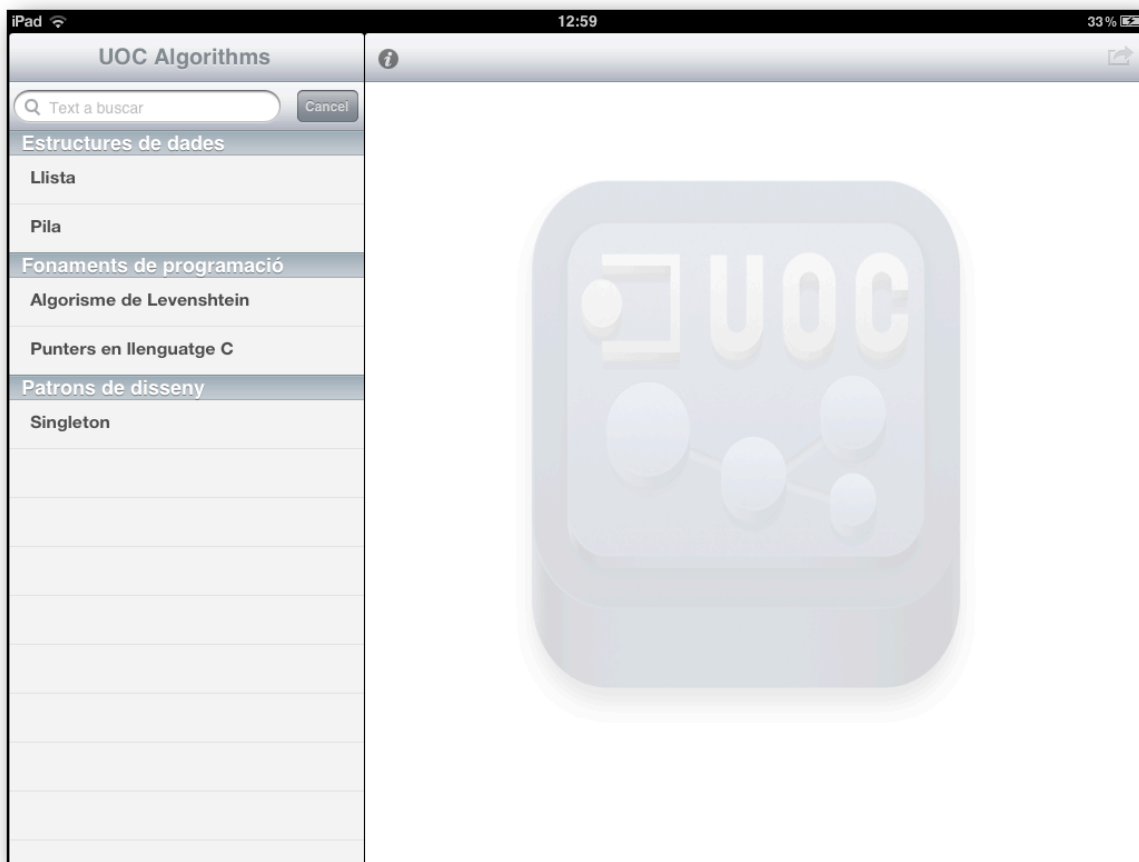 iPad 12:59 33%
UOC Algorithms
Text a buscar Cancel
Estructures de dades
Llista
Pila
Fonaments de programació
Algorisme de Levenshtein
Punters en llenguatge C
Patrons de disseny
Singleton
UOC